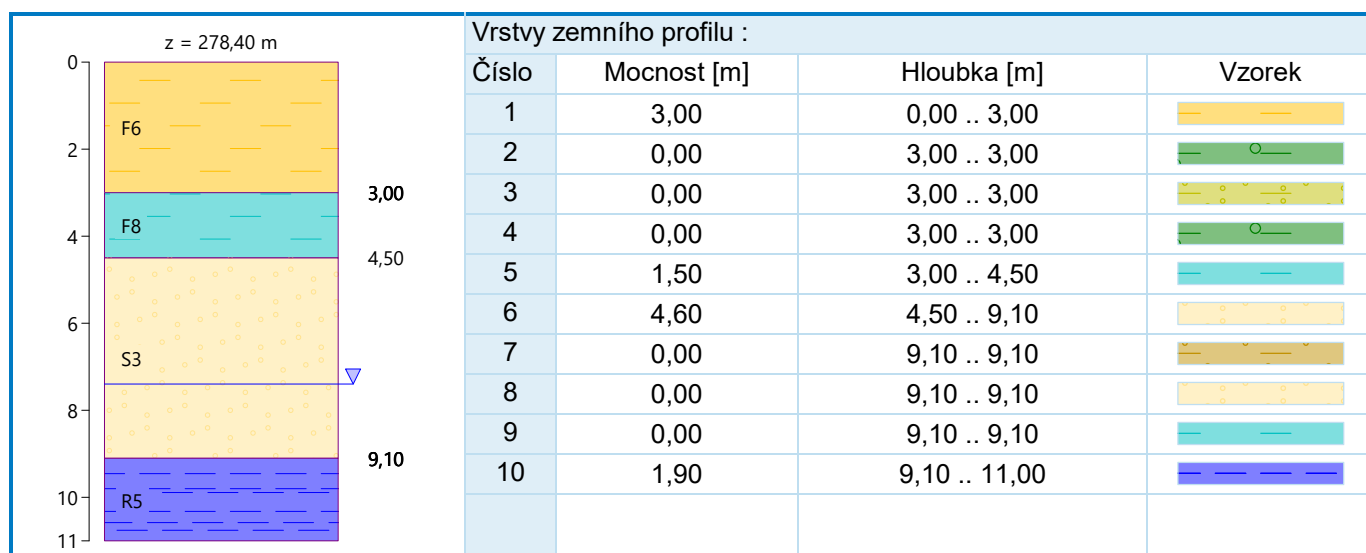 z = 278,40 m
0
2
4
6
8
10
11
F6
F8
S3
R5
3,00
4,50
9,10
Vrstvy zemního profilu :
Číslo Mocnost [m] Hloubka [m] Vzorek
1 3,00 0,00 .. 3,00
2 0,00 3,00 .. 3,00
3 0,00 3,00 .. 3,00
4 0,00 3,00 .. 3,00
5 1,50 3,00 .. 4,50
6 4,60 4,50 .. 9,10
7 0,00 9,10 .. 9,10
8 0,00 9,10 .. 9,10
9 0,00 9,10 .. 9,10
10 1,90 9,10 .. 11,00